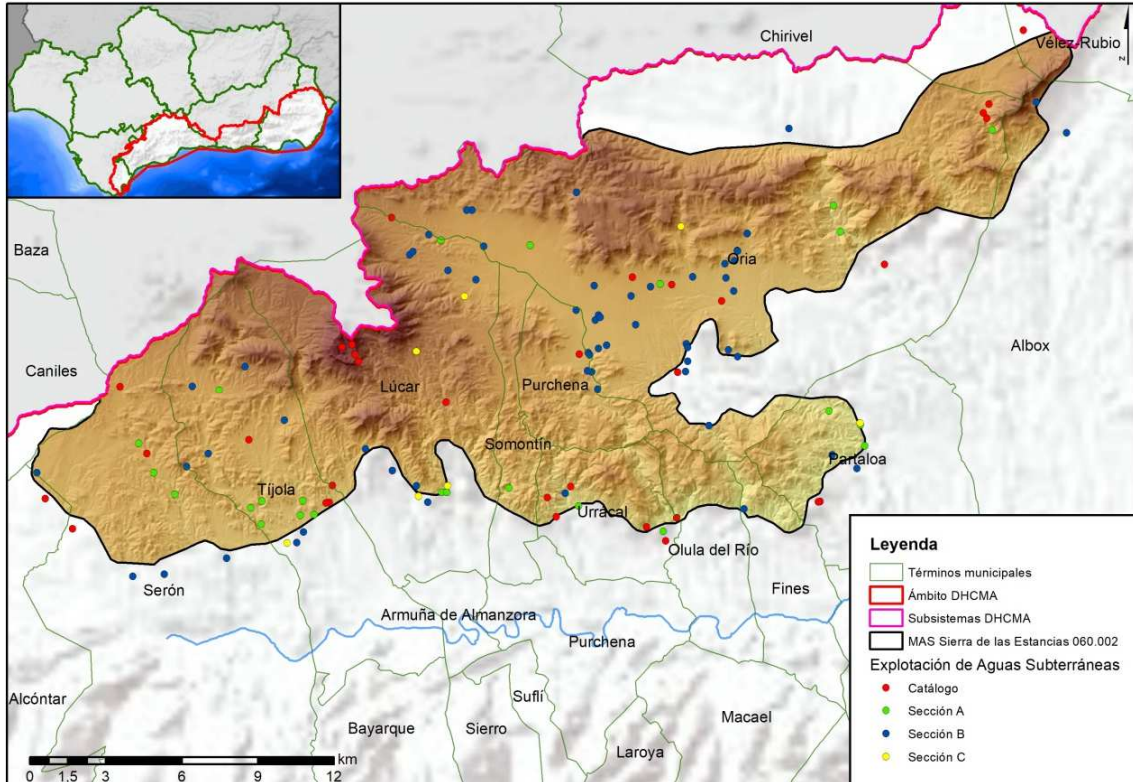 Chirivel
Vélez-Rubio
z
Baza
Oria
Caniles
Albox
Lúcar
Purchena
Somontín
Partaloa
Tíjola
Urrácal
Olula del Río
Serón
Fines
Armuña de Almanzora
Purchena
Alcóntar
Suflí
Bayarque
Sierro
Macael
Laroya
km
0 1,5 3 6 9 12
Leyenda
Términos municipales
Ámbito DHCMA
Subsistemas DHCMA
MAS Sierra de las Estancias 060.002
Explotación de Aguas Subterráneas
Catálogo
Sección A
Sección B
Sección C